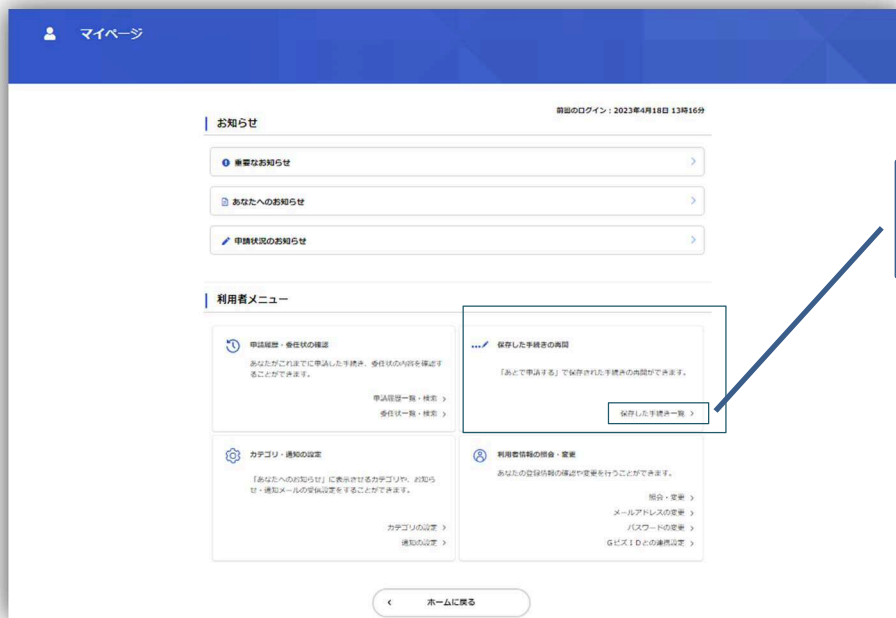 マイページ
前回のログイン：2023年4月18日 13時16分
お知らせ
重要なお知らせ
あなたへのお知らせ
申請状況のお知らせ
利用者メニュー
申請履歴・委任状の確認
あなたがこれまでに申請した手続き、委任状の内容を確認す
ることができます。
申請履歴一覧・検索
委任状一覧・検索
保存した手続きの再開
「あとで申請する」で保存された手続きの再開ができます。
保存した手続き一覧
カテゴリ・通知の設定
「あなたへのお知らせ」に表示させるカテゴリや、お知ら
せ・通知メールの受信設定をすることができます。
カテゴリの設定
通知の設定
利用者情報の照会・変更
あなたの登録情報の確認や変更を行うことができます。
照会・変更
メールアドレスの変更
パスワードの変更
GビズIDとの連携設定
ホームに戻る